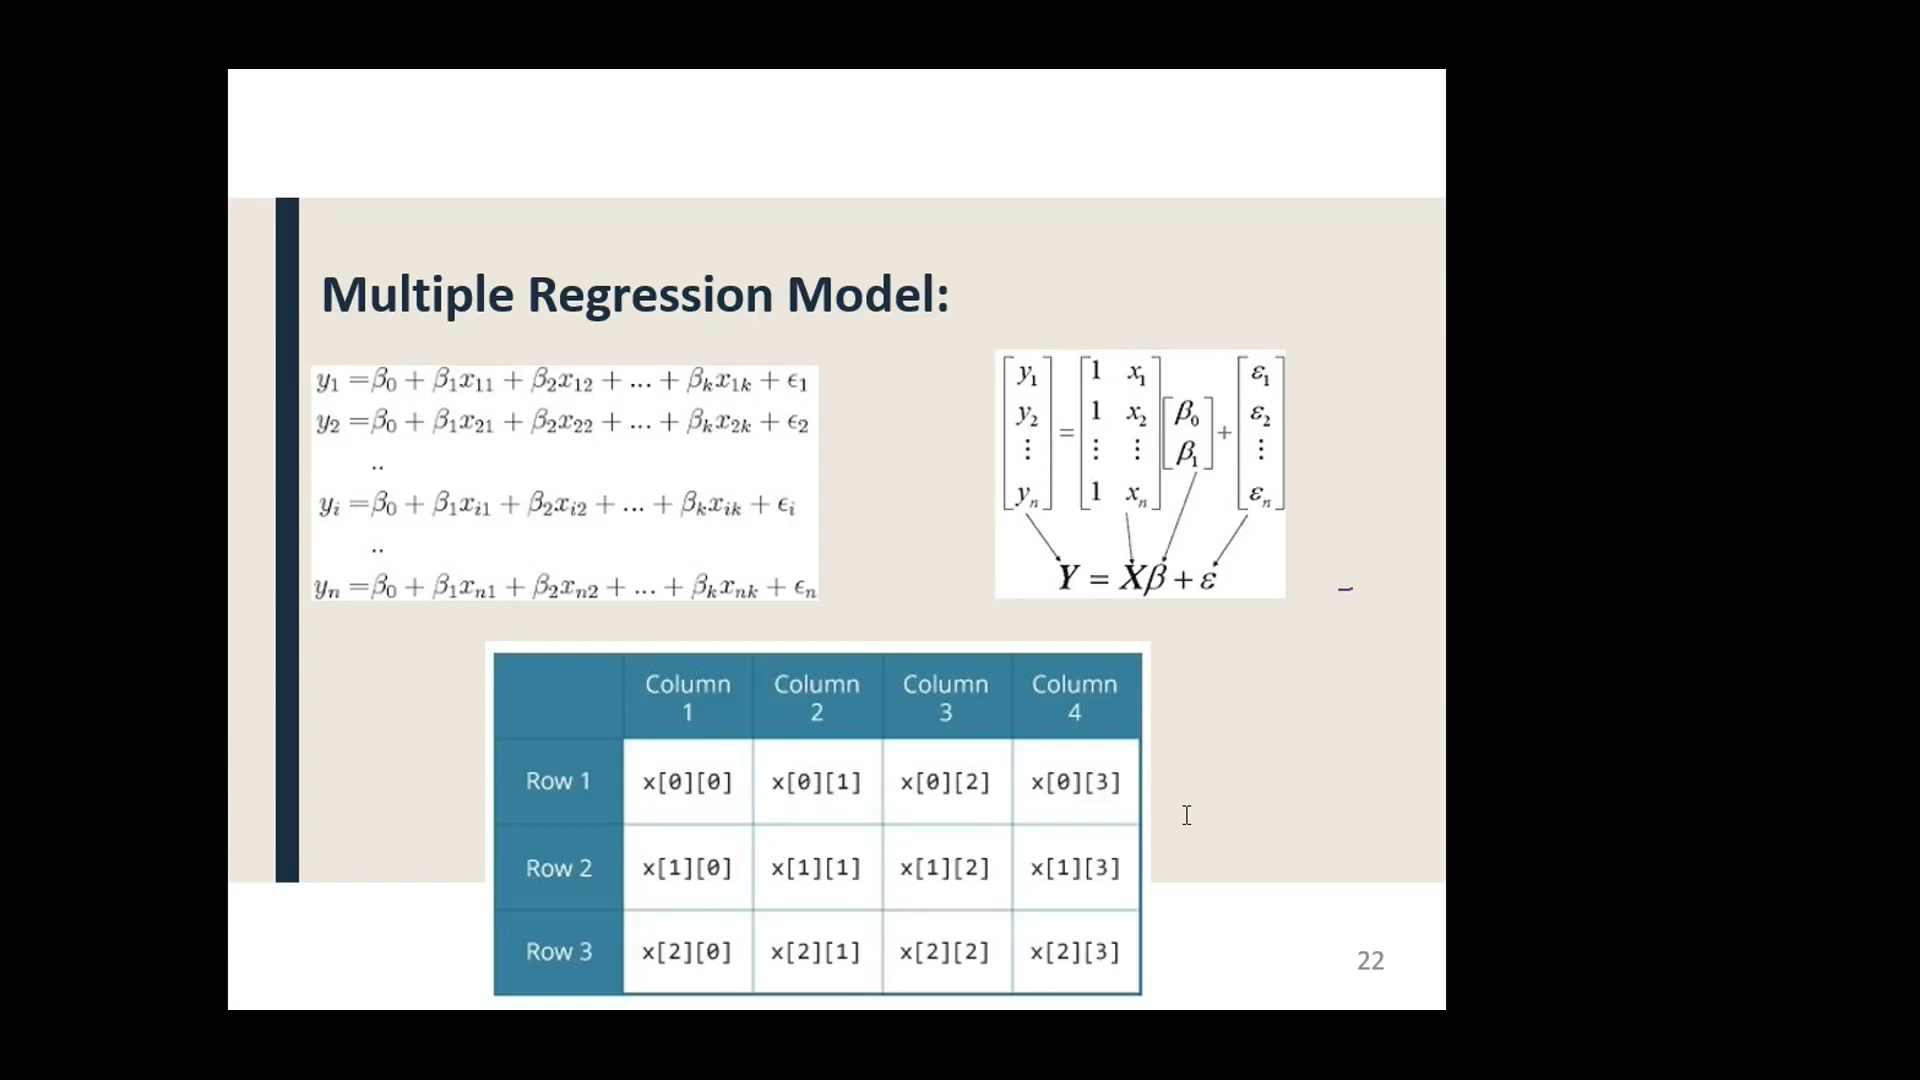 Multiple Regression Model:
y₁ =β₀ + β₁x₁₁ + β₂x₁₂ + ... + βₖx₁ₖ + ϵ₁
y₂ =β₀ + β₁x₂₁ + β₂x₂₂ + ... + βₖx₂ₖ + ϵ₂
..
yᵢ =β₀ + β₁xᵢ₁ + β₂xᵢ₂ + ... + βₖxᵢₖ + ϵᵢ
..
yₙ =β₀ + β₁xₙ₁ + β₂xₙ₂ + ... + βₖxₙₖ + ϵₙ
y₁ 1 x₁ ε₁
y₂ 1 x₂ β₀ ε₂
= +
⋮ ⋮ ⋮ β₁ ⋮
yₙ 1 xₙ εₙ
Y = Xβ + ε
Column 1 Column 2 Column 3 Column 4
Row 1 x[0][0] x[0][1] x[0][2] x[0][3]
Row 2 x[1][0] x[1][1] x[1][2] x[1][3]
Row 3 x[2][0] x[2][1] x[2][2] x[2][3]
22